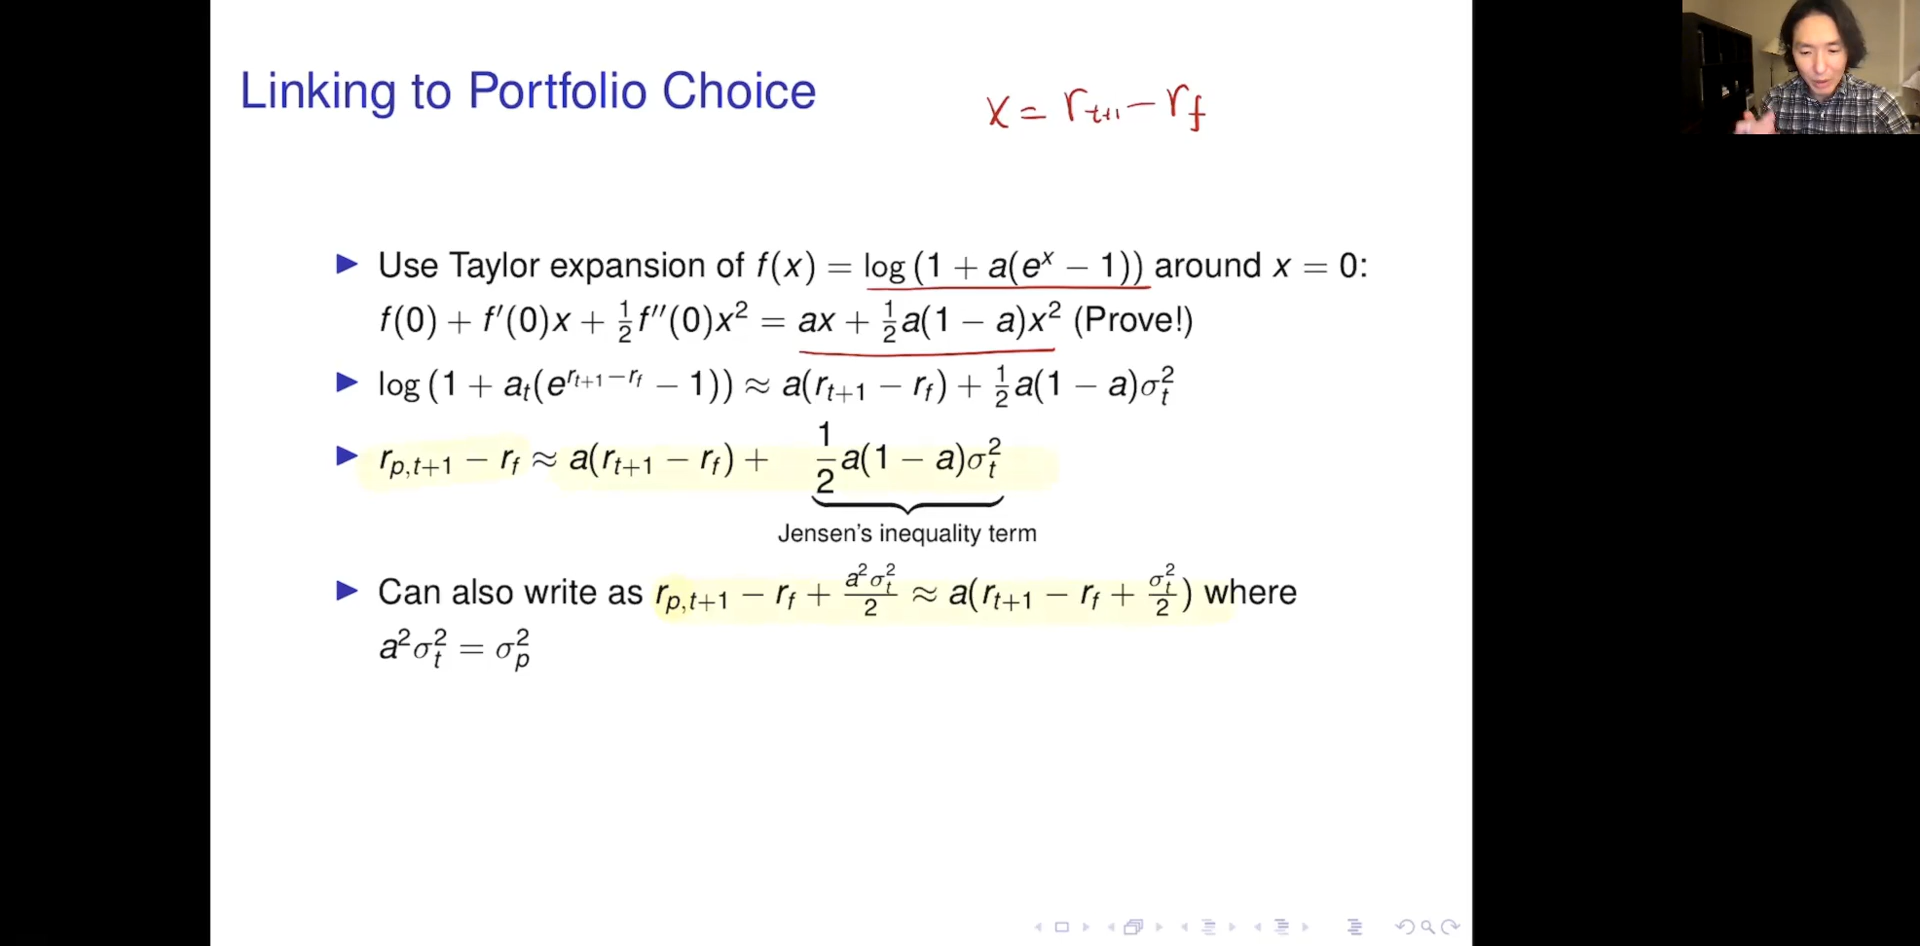 Linking to Portfolio Choice
x = r_{t+1} − r_f
▶ Use Taylor expansion of f(x) = log (1 + a(e^x − 1)) around x = 0:
f(0) + f′(0)x + ½f″(0)x² = ax + ½a(1 − a)x² (Prove!)
▶ log (1 + a_t(e^{r_{t+1}−r_f} − 1)) ≈ a(r_{t+1} − r_f) + ½a(1 − a)σ_t²
▶ r_{p,t+1} − r_f ≈ a(r_{t+1} − r_f) + ½a(1 − a)σ_t²
Jensen's inequality term
▶ Can also write as r_{p,t+1} − r_f + a²σ_t²/2 ≈ a(r_{t+1} − r_f + σ_t²/2) where
a²σ_t² = σ_p²